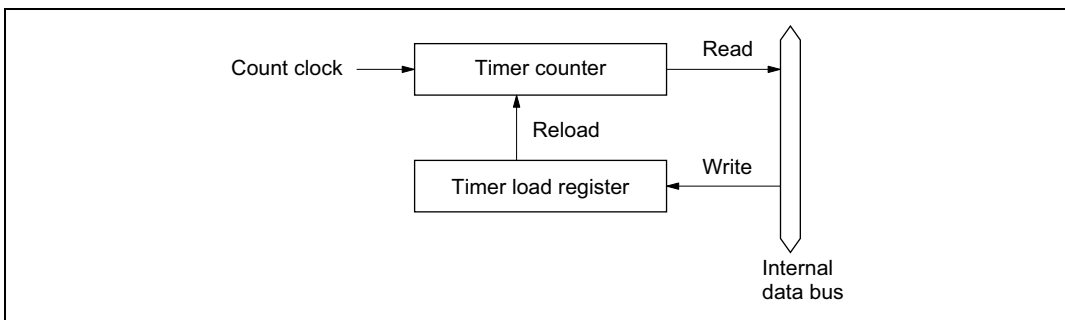 Read
Count clock
Timer counter
Reload
Write
Timer load register
Internal
data bus